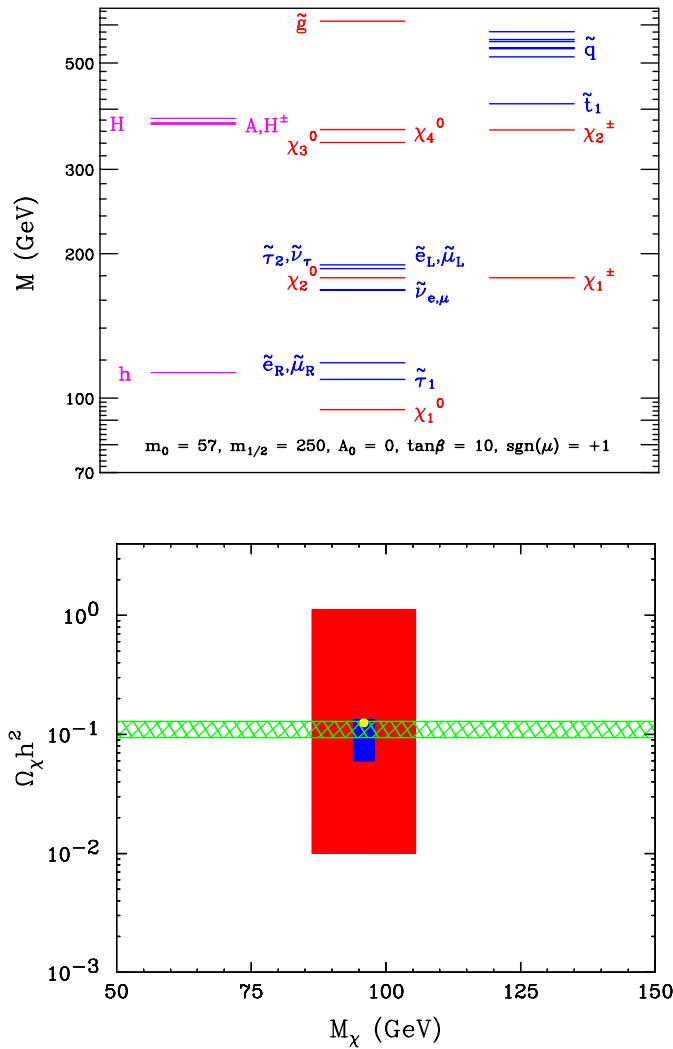 g̃
500
q̃
H
A,H±
t̃₁
χ₃⁰
χ₄⁰
χ₂±
300
M (GeV)
200
τ̃₂,ν̃τ
ẽL,μ̃L
χ₂⁰
ν̃e,μ
χ₁±
h
ẽR,μ̃R
τ̃₁
100
χ₁⁰
m₀ = 57, m₁/₂ = 250, A₀ = 0, tanβ = 10, sgn(μ) = +1
70
10⁰
10⁻¹
Ωχh²
10⁻²
10⁻³
50 75 100 125 150
Mχ (GeV)